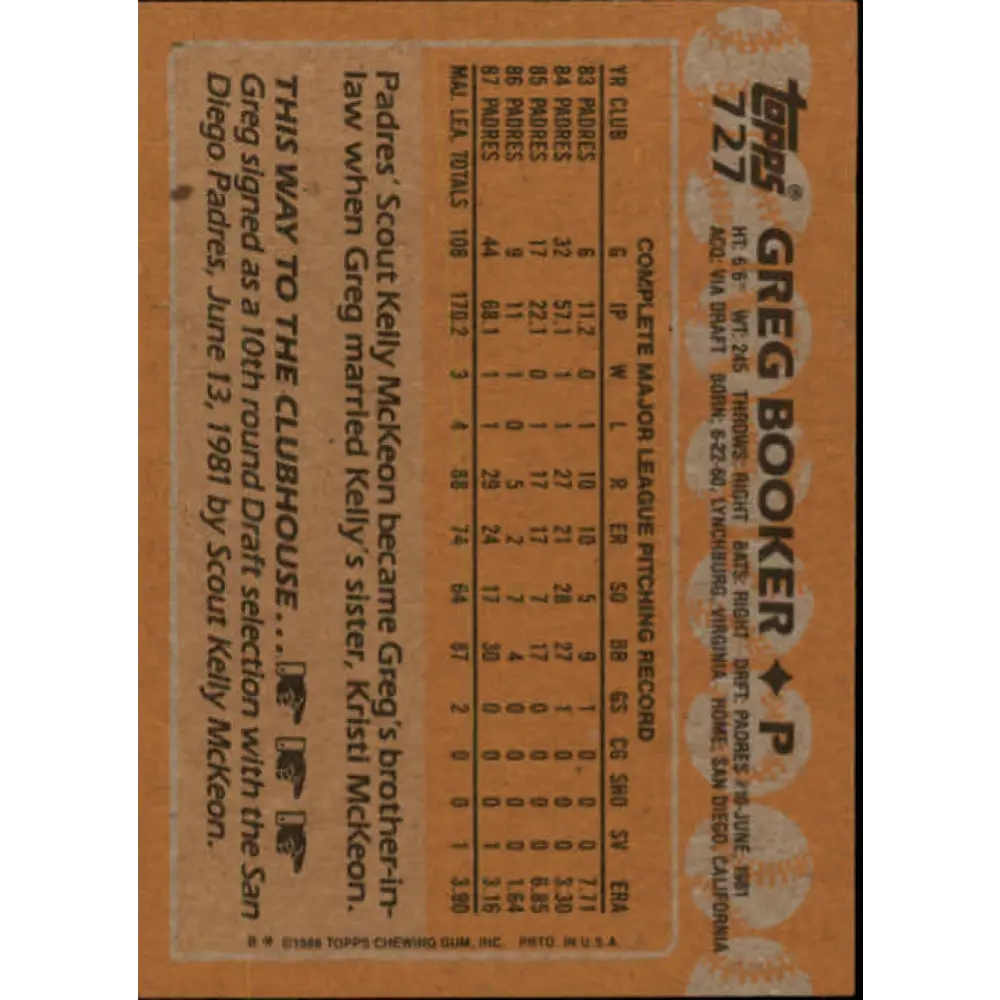 Topps® GREG BOOKER ✦ P
727 HT: 6'6" WT: 245 THROWS: RIGHT BATS: RIGHT DRFT: PADRES #10-JUNE, 1981
ACQ: VIA DRAFT BORN: 6-22-60, LYNCHBURG, VIRGINIA HOME: SAN DIEGO, CALIFORNIA
COMPLETE MAJOR LEAGUE PITCHING RECORD
YR CLUB G IP W L R ER SO BB GS CG SHO SV ERA
83 PADRES 6 11.2 0 1 10 10 5 9 1 0 0 0 7.71
84 PADRES 32 57.1 1 1 27 21 28 27 1 0 0 0 3.30
85 PADRES 17 22.1 0 1 17 17 7 17 0 0 0 0 6.85
86 PADRES 9 11 1 0 5 2 7 4 0 0 0 0 1.64
87 PADRES 44 68.1 1 1 29 24 17 30 0 0 0 1 3.16
MAJ. LEA. TOTALS 108 170.2 3 4 88 74 64 87 2 0 0 1 3.90
Padres' Scout Kelly McKeon became Greg's brother-in-
law when Greg married Kelly's sister, Kristi McKeon.
THIS WAY TO THE CLUBHOUSE...
Greg signed as a 10th round Draft selection with the San
Diego Padres, June 13, 1981 by Scout Kelly McKeon.
B * ©1988 TOPPS CHEWING GUM, INC. PRTD. IN U.S.A.